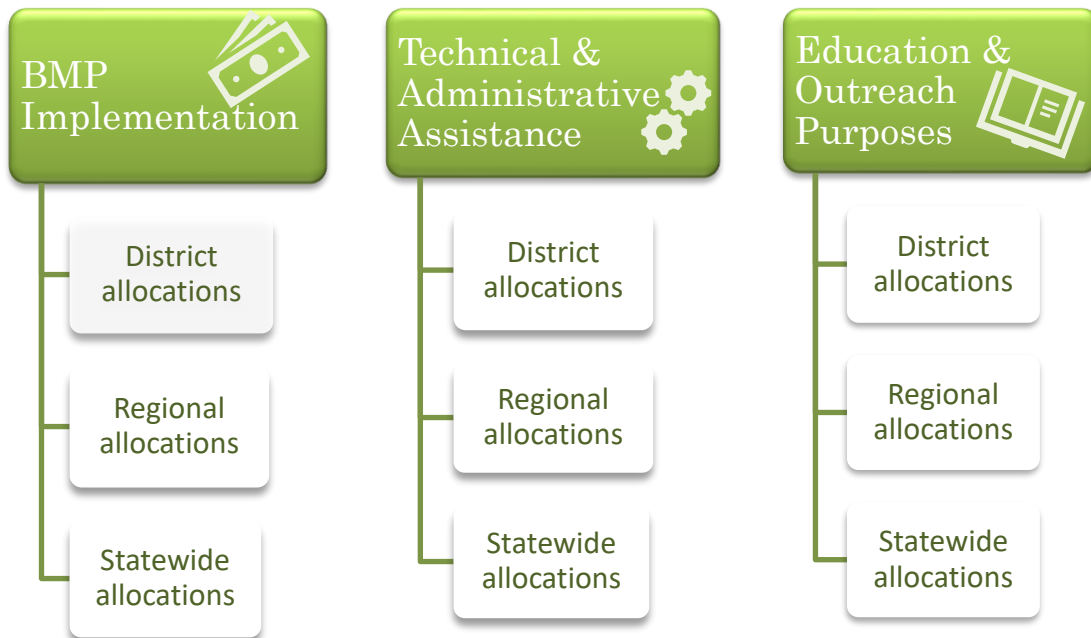 BMP
Implementation
District
allocations
Regional
allocations
Statewide
allocations
Technical &
Administrative
Assistance
District
allocations
Regional
allocations
Statewide
allocations
Education &
Outreach
Purposes
District
allocations
Regional
allocations
Statewide
allocations